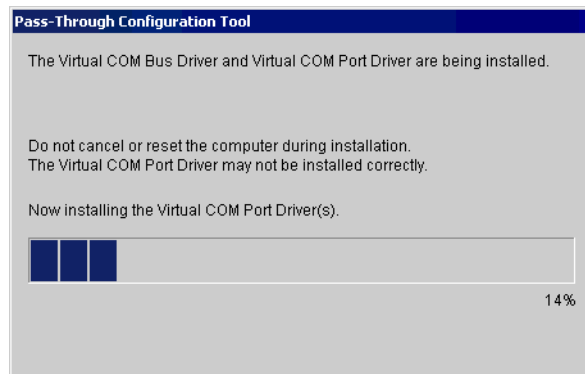 Pass-Through Configuration Tool
The Virtual COM Bus Driver and Virtual COM Port Driver are being installed.
Do not cancel or reset the computer during installation.
The Virtual COM Port Driver may not be installed correctly.
Now installing the Virtual COM Port Driver(s).
14%